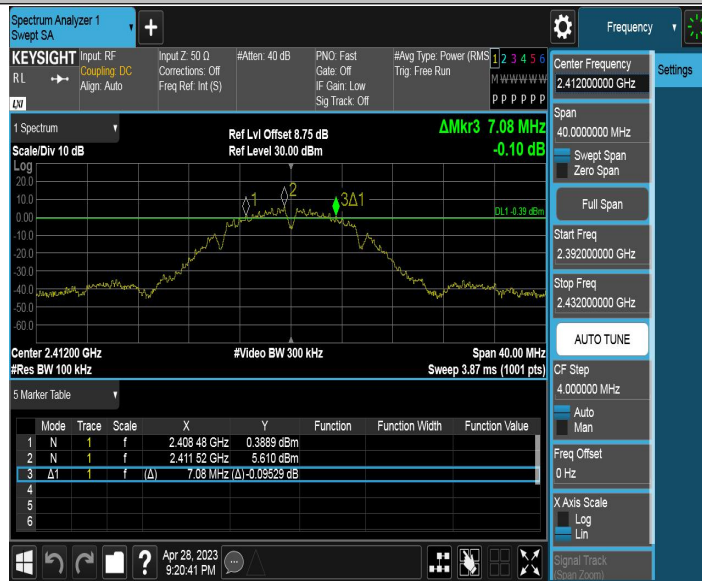 Spectrum Analyzer 1
Swept SA
+
Frequency
KEYSIGHT
RL
LXI
Input: RF
Coupling: DC
Align: Auto
Input Z: 50 Ω
Corrections: Off
Freq Ref: Int (S)
#Atten: 40 dB
PNO: Fast
Gate: Off
IF Gain: Low
Sig Track: Off
#Avg Type: Power (RMS
Trig: Free Run
1 2 3 4 5 6
M W W W W W
P P P P P P
1 Spectrum
Scale/Div 10 dB
Ref Lvl Offset 8.75 dB
Ref Level 30.00 dBm
ΔMkr3 7.08 MHz
-0.10 dB
Log
20.0
10.0
0.00
-10.0
-20.0
-30.0
-40.0
-50.0
-60.0
1
2
3Δ1
DL1 -0.39 dBm
Center 2.41200 GHz
#Res BW 100 kHz
#Video BW 300 kHz
Span 40.00 MHz
Sweep 3.87 ms (1001 pts)
5 Marker Table
Mode Trace Scale X Y Function Function Width Function Value
1 N 1 f 2.408 48 GHz 0.3889 dBm
2 N 1 f 2.411 52 GHz 5.610 dBm
3 Δ1 1 f (Δ) 7.08 MHz (Δ) -0.09529 dB
4
5
6
?
Apr 28, 2023
9:20:41 PM
Settings
Center Frequency
2.412000000 GHz
Span
40.0000000 MHz
Swept Span
Zero Span
Full Span
Start Freq
2.392000000 GHz
Stop Freq
2.432000000 GHz
AUTO TUNE
CF Step
4.000000 MHz
Auto
Man
Freq Offset
0 Hz
X Axis Scale
Log
Lin
Signal Track
(Span Zoom)